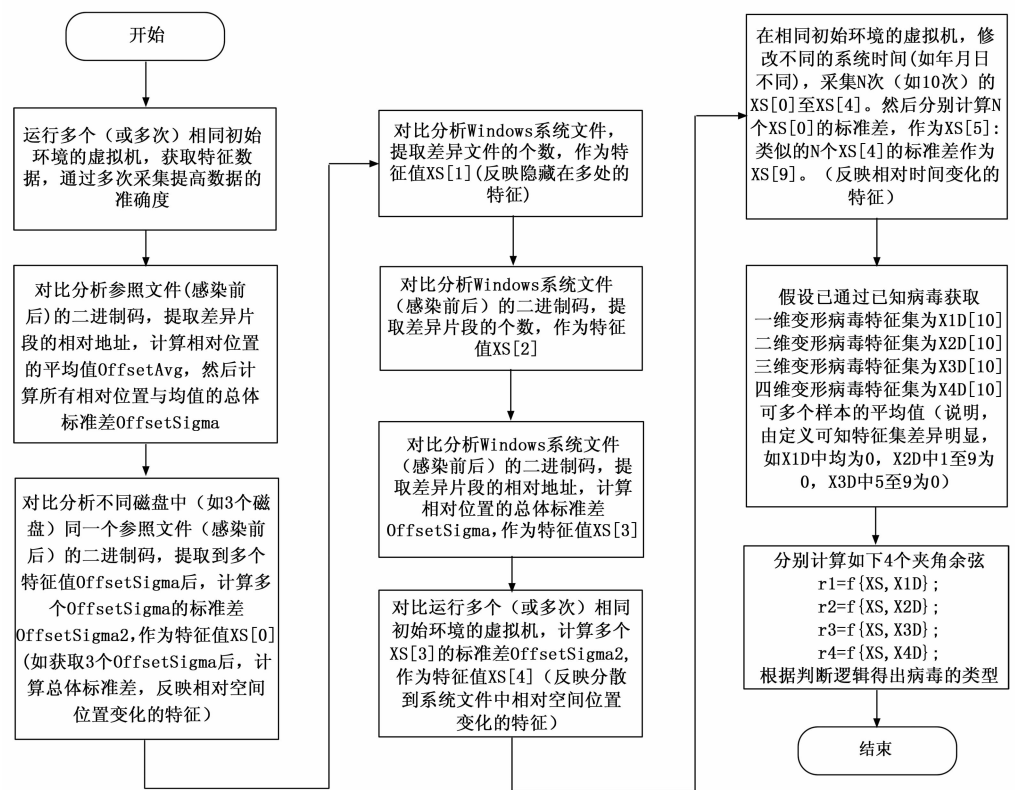 开始
运行多个（或多次）相同初始
环境的虚拟机，获取特征数
据，通过多次采集提高数据的
准确度
对比分析参照文件(感染前
后)的二进制码，提取差异片
段的相对地址，计算相对位置
的平均值OffsetAvg，然后计
算所有相对位置与均值的总体
标准差OffsetSigma
对比分析不同磁盘中（如3个磁
盘）同一个参照文件（感染前
后）的二进制码，提取到多个
特征值OffsetSigma后，计算多
个OffsetSigma的标准差
OffsetSigma2,作为特征值XS[0]
(如获取3个OffsetSigma后，计
算总体标准差，反映相对空间
位置变化的特征）
对比分析Windows系统文件，
提取差异文件的个数，作为特
征值XS[1](反映隐藏在多处的
特征)
对比分析Windows系统文件
（感染前后）的二进制码，提
取差异片段的个数，作为特征
值XS[2]
对比分析Windows系统文件
（感染前后）的二进制码，提
取差异片段的相对地址，计算
相对位置的总体标准差
OffsetSigma,作为特征值XS[3]
对比运行多个（或多次）相同
初始环境的虚拟机，计算多个
XS[3]的标准差OffsetSigma2,
作为特征值XS[4]（反映分散
到系统文件中相对空间位置
变化的特征）
在相同初始环境的虚拟机，修
改不同的系统时间(如年月日
不同)，采集N次（如10次）的
XS[0]至XS[4]。然后分别计算N
个XS[0]的标准差，作为XS[5]:
类似的N个XS[4]的标准差作为
XS[9]。（反映相对时间变化的
特征）
假设已通过已知病毒获取
一维变形病毒特征集为X1D[10]
二维变形病毒特征集为X2D[10]
三维变形病毒特征集为X3D[10]
四维变形病毒特征集为X4D[10]
可多个样本的平均值（说明，
由定义可知特征集差异明显，
如X1D中均为0，X2D中1至9为
0，X3D中5至9为0）
分别计算如下4个夹角余弦
r1=f{XS,X1D};
r2=f{XS,X2D};
r3=f{XS,X3D};
r4=f{XS,X4D};
根据判断逻辑得出病毒的类型
结束